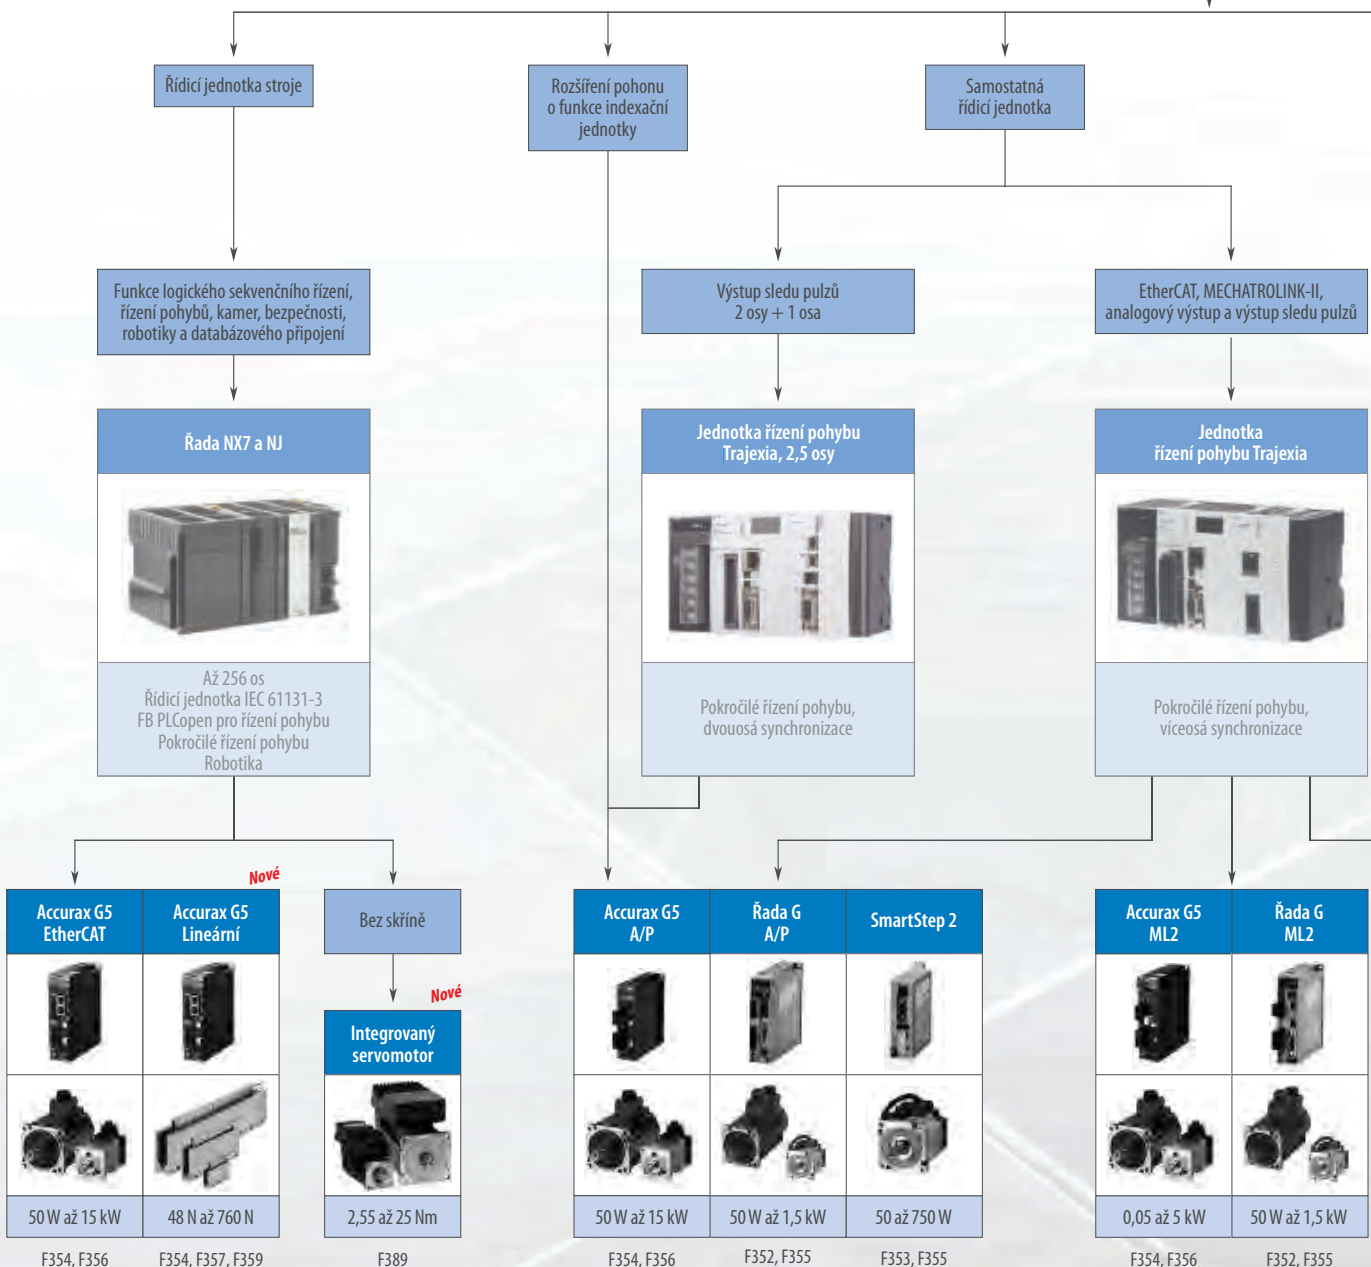 Řídicí jednotka stroje
Rozšíření pohonu
o funkce indexační
jednotky
Samostatná
řídicí jednotka
Funkce logického sekvenčního řízení,
řízení pohybů, kamer, bezpečnosti,
robotiky a databázového připojení
Výstup sledu pulzů
2 osy + 1 osa
EtherCAT, MECHATROLINK-II,
analogový výstup a výstup sledu pulzů
Řada NX7 a NJ
Jednotka řízení pohybu
Trajexia, 2,5 osy
Jednotka
řízení pohybu Trajexia
Až 256 os
Řídicí jednotka IEC 61131-3
FB PLCopen pro řízení pohybu
Pokročilé řízení pohybu
Robotika
Pokročilé řízení pohybu,
dvouosá synchronizace
Pokročilé řízení pohybu,
víceosá synchronizace
Nové
Accurax G5
EtherCAT
Accurax G5
Lineární
Bez skříně
Nové
Integrovaný
servomotor
Accurax G5
A/P
Řada G
A/P
SmartStep 2
Accurax G5
ML2
Řada G
ML2
50 W až 15 kW
48 N až 760 N
2,55 až 25 Nm
50 W až 15 kW
50 W až 1,5 kW
50 až 750 W
0,05 až 5 kW
50 W až 1,5 kW
F354, F356
F354, F357, F359
F389
F354, F356
F352, F355
F353, F355
F354, F356
F352, F355